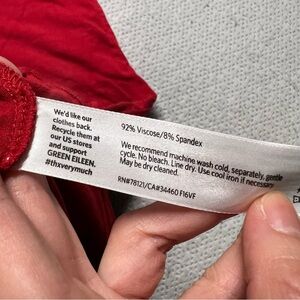 We'd like our
clothes back.
Recycle them at
our US stores
and support
GREEN EILEEN.
#thxverymuch
92% Viscose/8% Spandex
We recommend machine wash cold, separately, gentle
cycle. No bleach. Line dry. Use cool iron if necessary.
May be dry cleaned.
RN#78121/CA#34460 F16VF